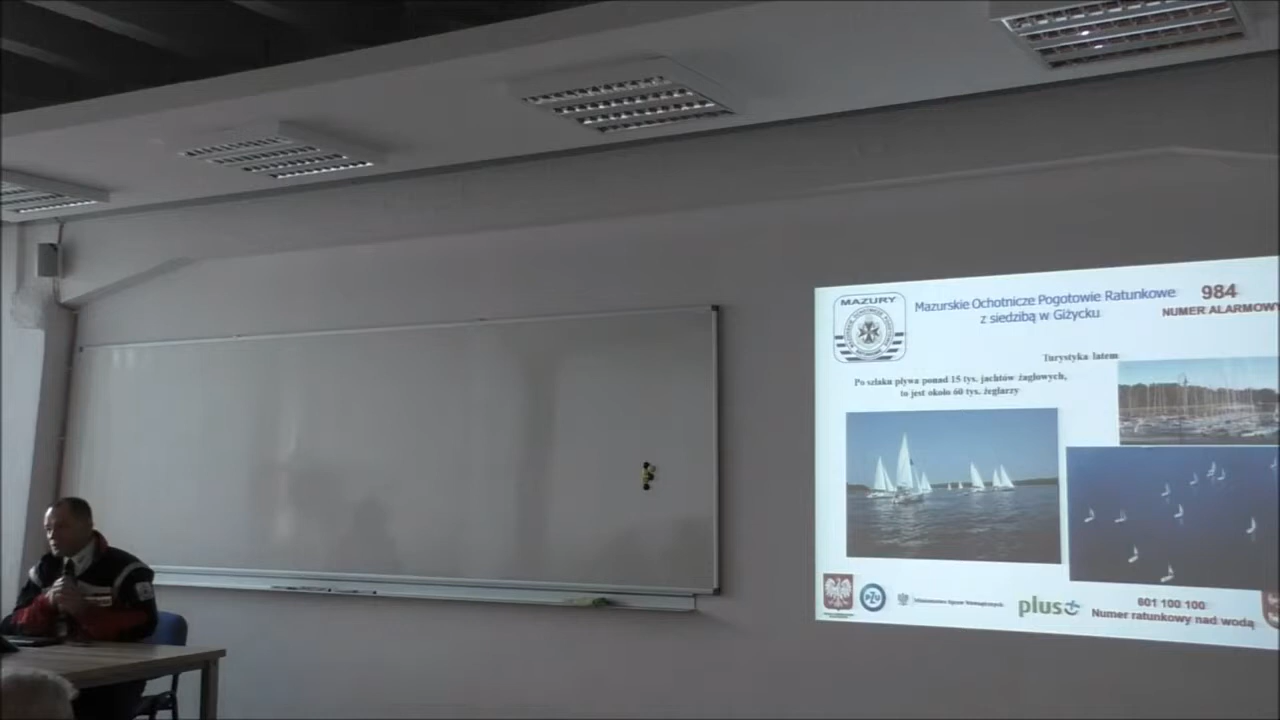 MAZURY
Mazurskie Ochotnicze Pogotowie Ratunkowe
z siedzibą w Giżycku
984
NUMER ALARMOWY
Turystyka latem
Po szlaku pływa ponad 15 tys. jachtów żaglowych,
to jest około 60 tys. żeglarzy
PZU
plus
601 100 100
Numer ratunkowy nad wodą